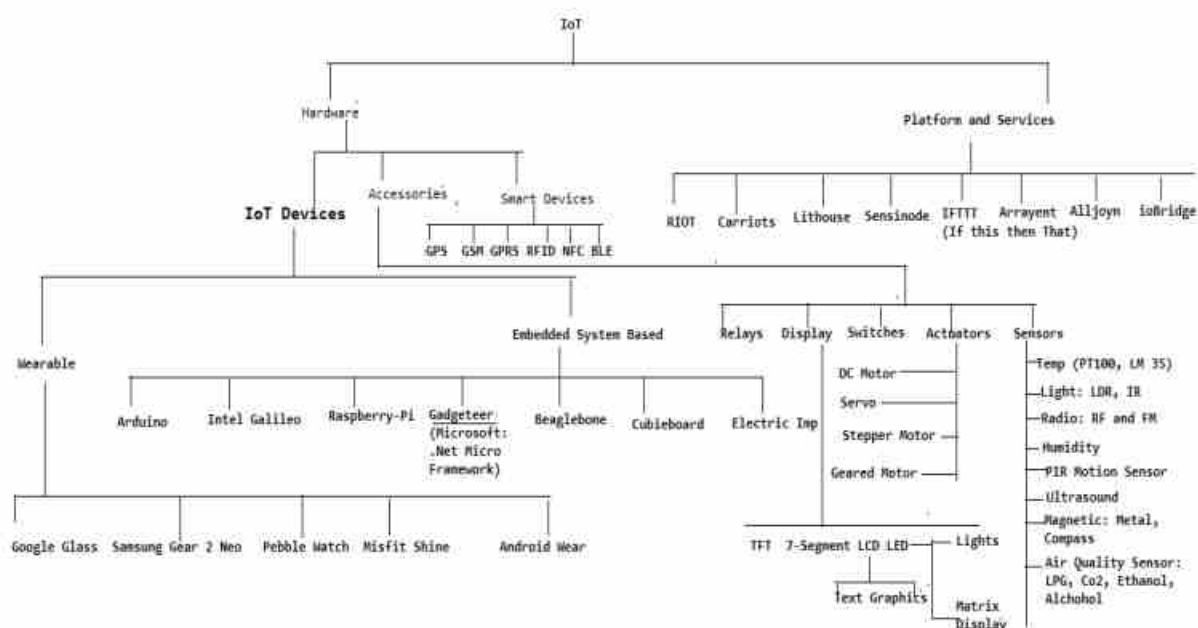 IoT
Hardware
Platform and Services
Accessories
Smart Devices
IoT Devices
RIOT
Carriots
Lithouse
Sensinode
IFTTT
(If this then That)
Arrayent
Alljoyn
ioBridge
GPS
GSM
GPRS
RFID
NFC
BLE
Wearable
Embedded System Based
Relays
Display
Switches
Actuators
Sensors
Arduino
Intel Galileo
Raspberry-Pi
Gadgeteer
(Microsoft:
.Net Micro
Framework)
Beaglebone
Cubieboard
Electric Imp
DC Motor
Servo
Stepper Motor
Geared Motor
Temp (PT100, LM 35)
Light: LDR, IR
Radio: RF and FM
Humidity
PIR Motion Sensor
Ultrasound
Magnetic: Metal,
Compass
Air Quality Sensor:
LPG, Co2, Ethanol,
Alchohol
Google Glass
Samsung Gear 2 Neo
Pebble Watch
Misfit Shine
Android Wear
TFT
7-Segment
LCD
LED
Lights
Text Graphics
Matrix
Display